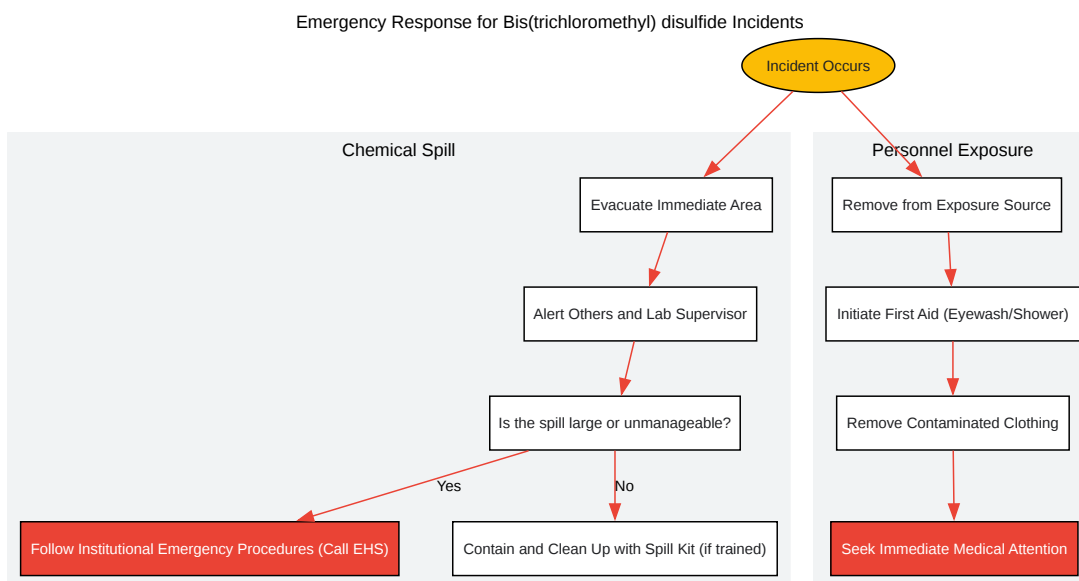 Emergency Response for Bis(trichloromethyl) disulfide Incidents
Incident Occurs
Chemical Spill
Personnel Exposure
Evacuate Immediate Area
Remove from Exposure Source
Alert Others and Lab Supervisor
Initiate First Aid (Eyewash/Shower)
Is the spill large or unmanageable?
Remove Contaminated Clothing
Yes
No
Follow Institutional Emergency Procedures (Call EHS)
Contain and Clean Up with Spill Kit (if trained)
Seek Immediate Medical Attention